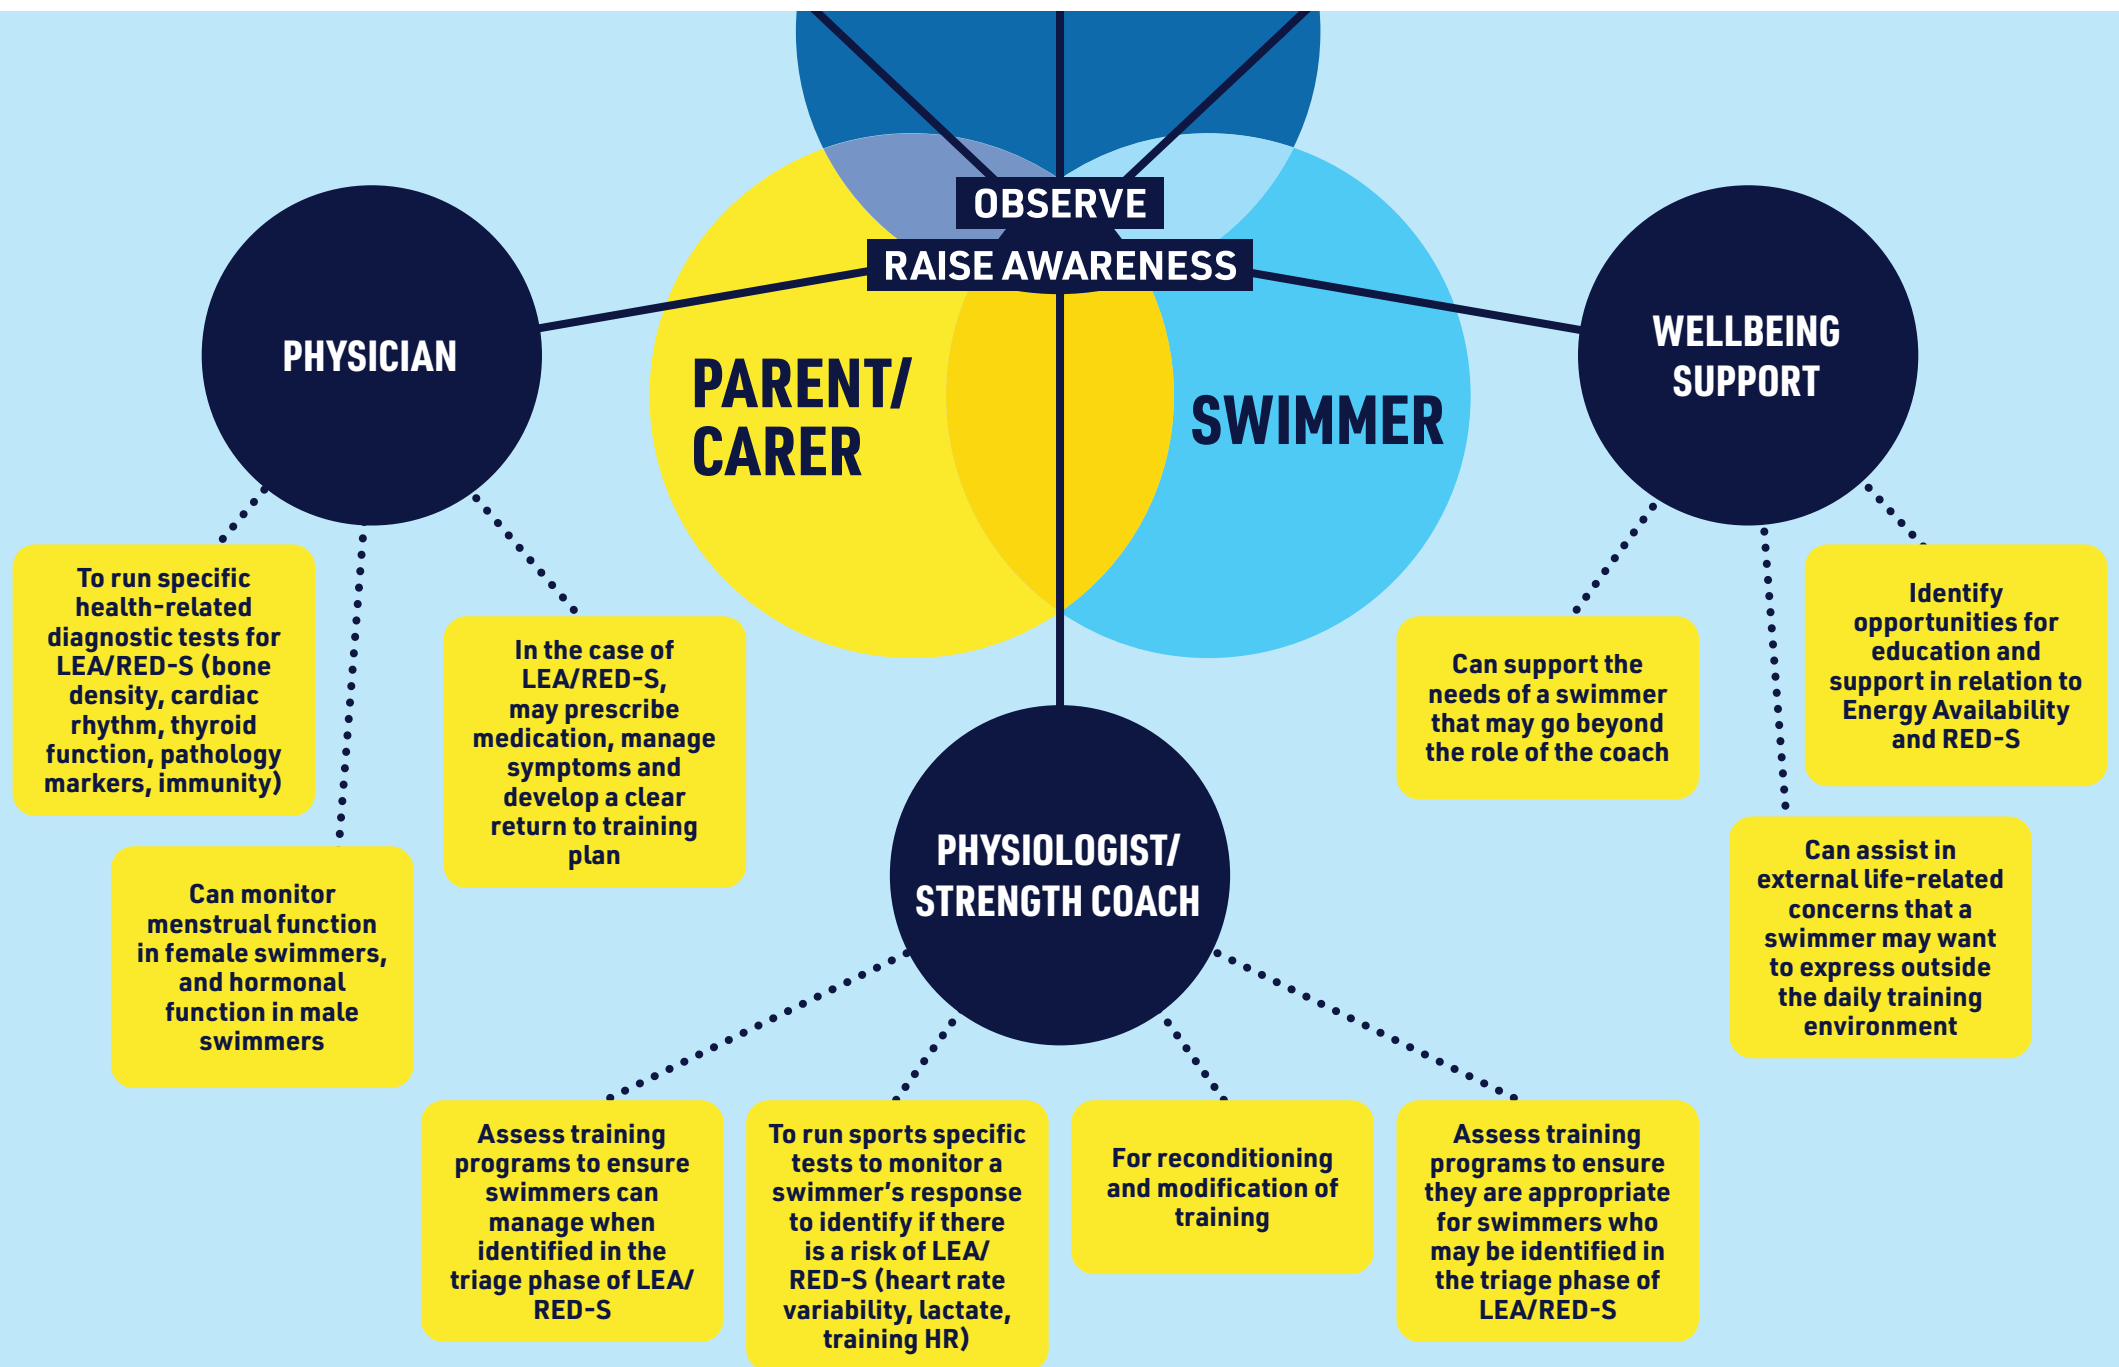 OBSERVE
RAISE AWARENESS
PHYSICIAN
PARENT/
CARER
SWIMMER
WELLBEING
SUPPORT
To run specific
health-related
diagnostic tests for
LEA/RED-S (bone
density, cardiac
rhythm, thyroid
function, pathology
markers, immunity)
Can monitor
menstrual function
in female swimmers,
and hormonal
function in male
swimmers
In the case of
LEA/RED-S,
may prescribe
medication, manage
symptoms and
develop a clear
return to training
plan
PHYSIOLOGIST/
STRENGTH COACH
Can support the
needs of a swimmer
that may go beyond
the role of the coach
Can assist in
external life-related
concerns that a
swimmer may want
to express outside
the daily training
environment
Identify
opportunities for
education and
support in relation to
Energy Availability
and RED-S
Assess training
programs to ensure
swimmers can
manage when
identified in the
triage phase of LEA/
RED-S
To run sports specific
tests to monitor a
swimmer's response
to identify if there
is a risk of LEA/
RED-S (heart rate
variability, lactate,
training HR)
For reconditioning
and modification of
training
Assess training
programs to ensure
they are appropriate
for swimmers who
may be identified in
the triage phase of
LEA/RED-S